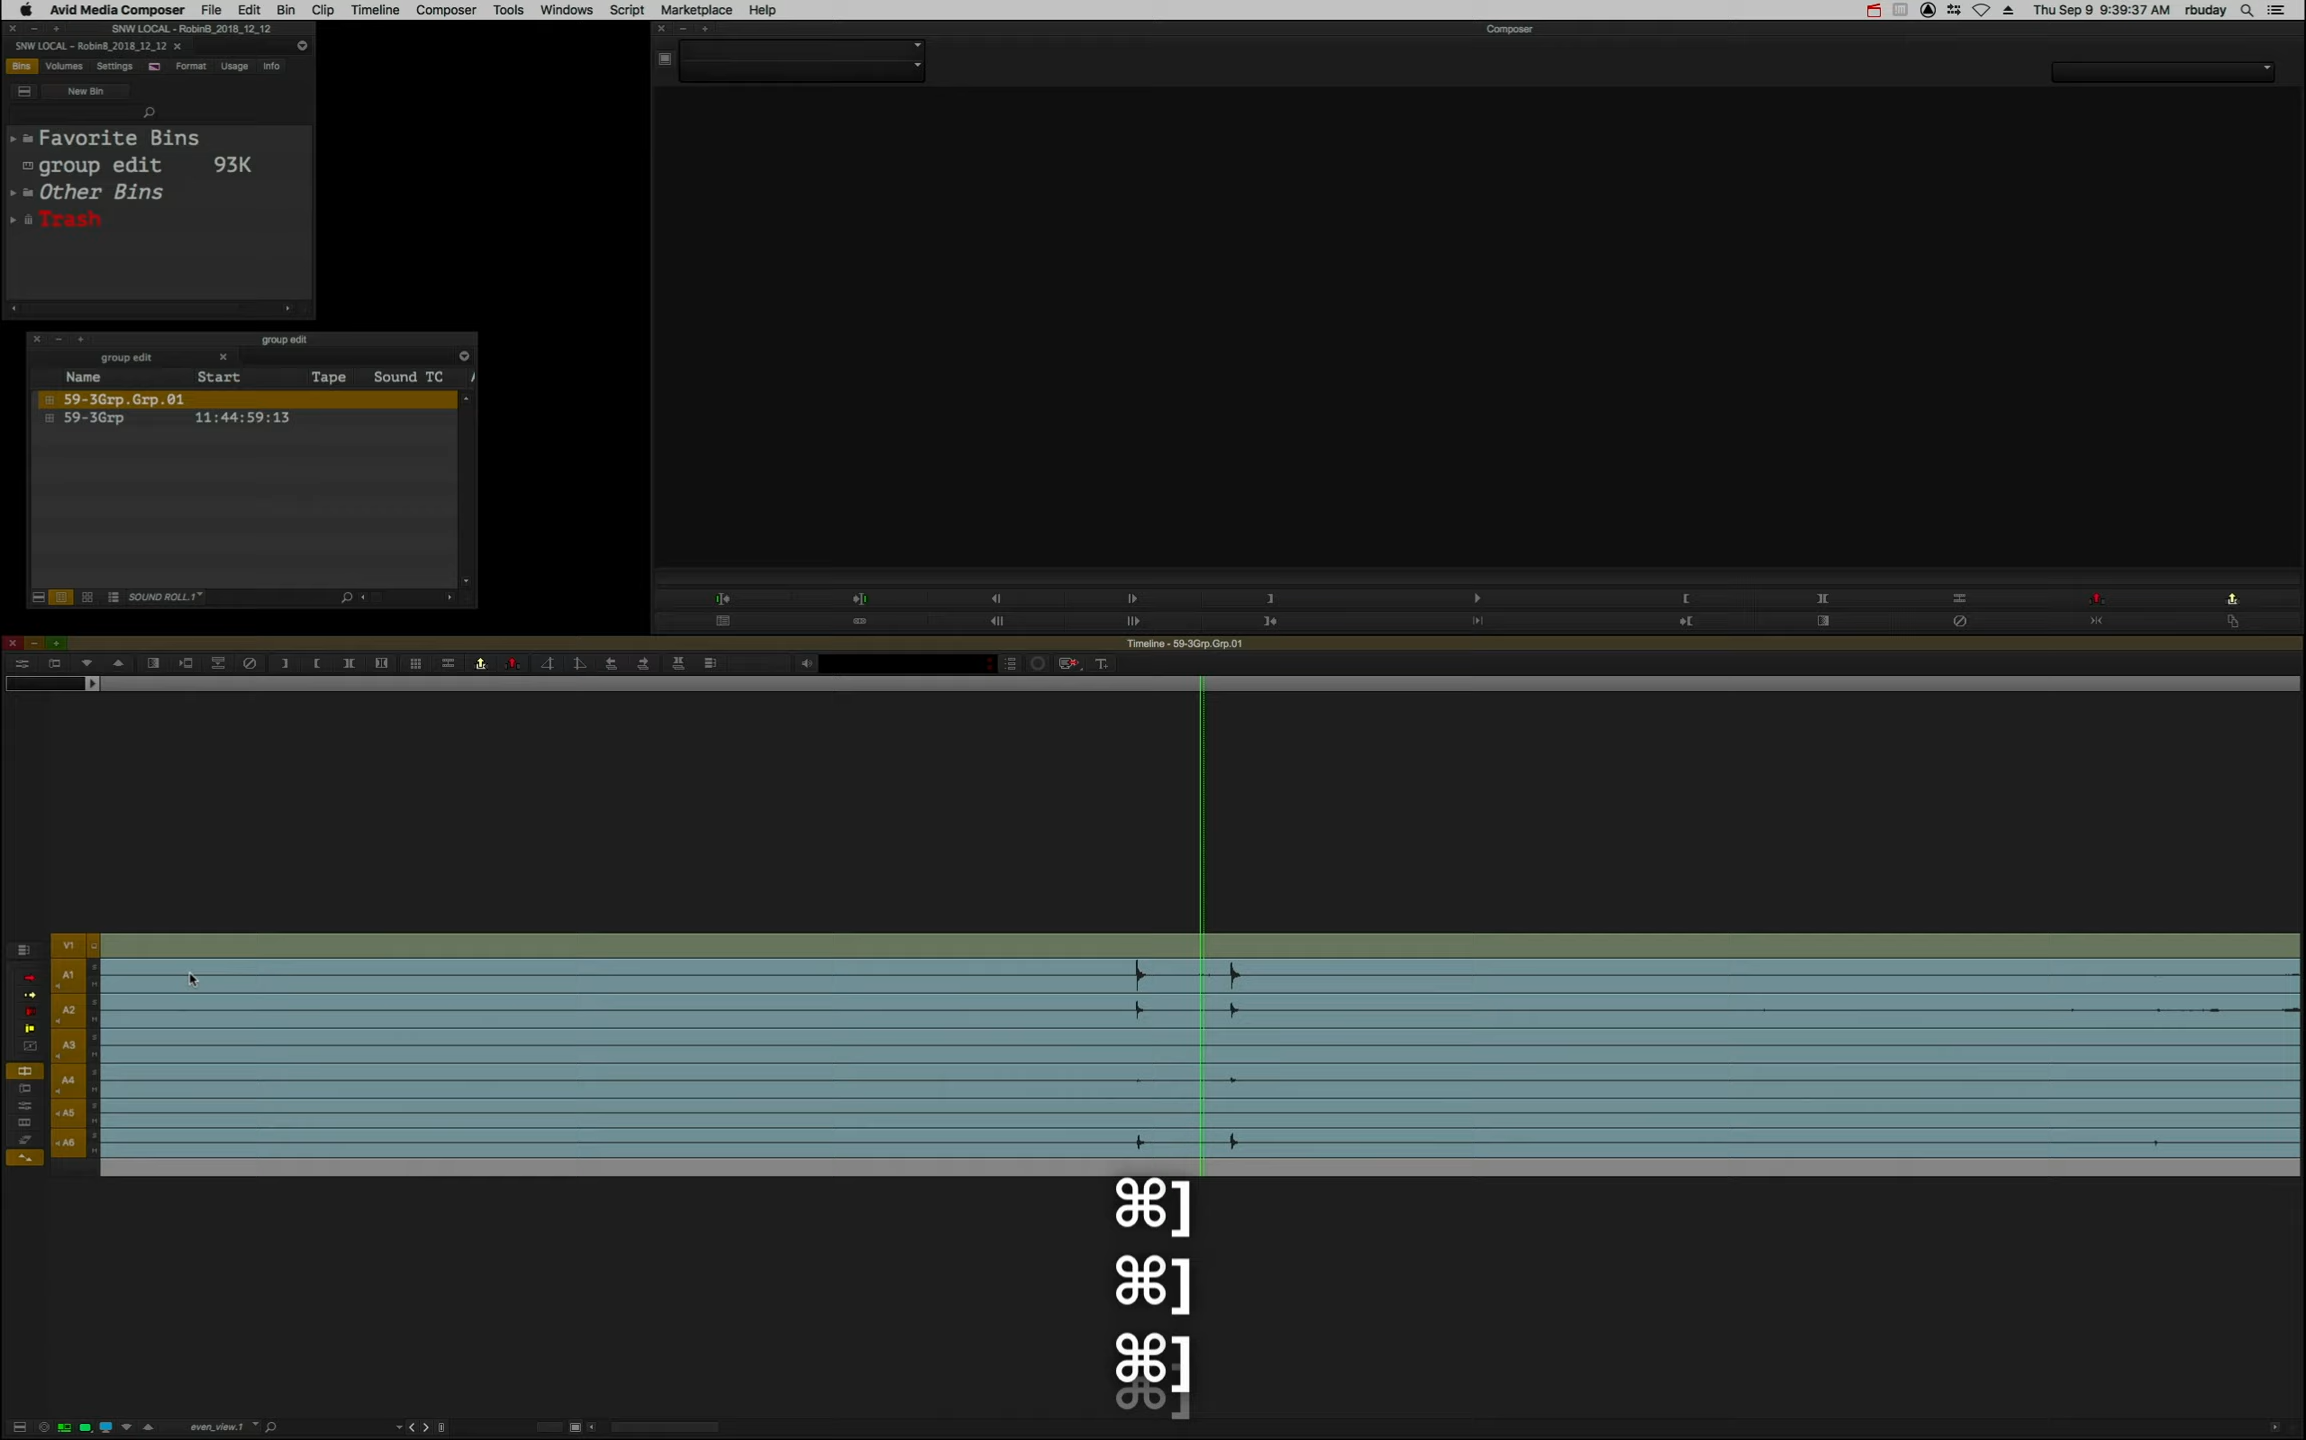 Avid Media Composer File Edit Bin Clip Timeline Composer Tools Windows Script Marketplace Help Thu Sep 9 9:39:37 AM rbuday
SNW LOCAL - RobinB_2018_12_12
SNW LOCAL - RobinB_2018_12_12
Bins Volumes Settings Format Usage Info
New Bin
Favorite Bins
group edit 93K
Other Bins
Trash
Composer
group edit
group edit
Name Start Tape Sound TC
59-3Grp.Grp.01
59-3Grp 11:44:59:13
SOUND ROLL.1
Timeline - 59-3Grp.Grp.01
V1
A1
A2
A3
A4
A5
A6
⌘]
⌘]
⌘]
even_view.1